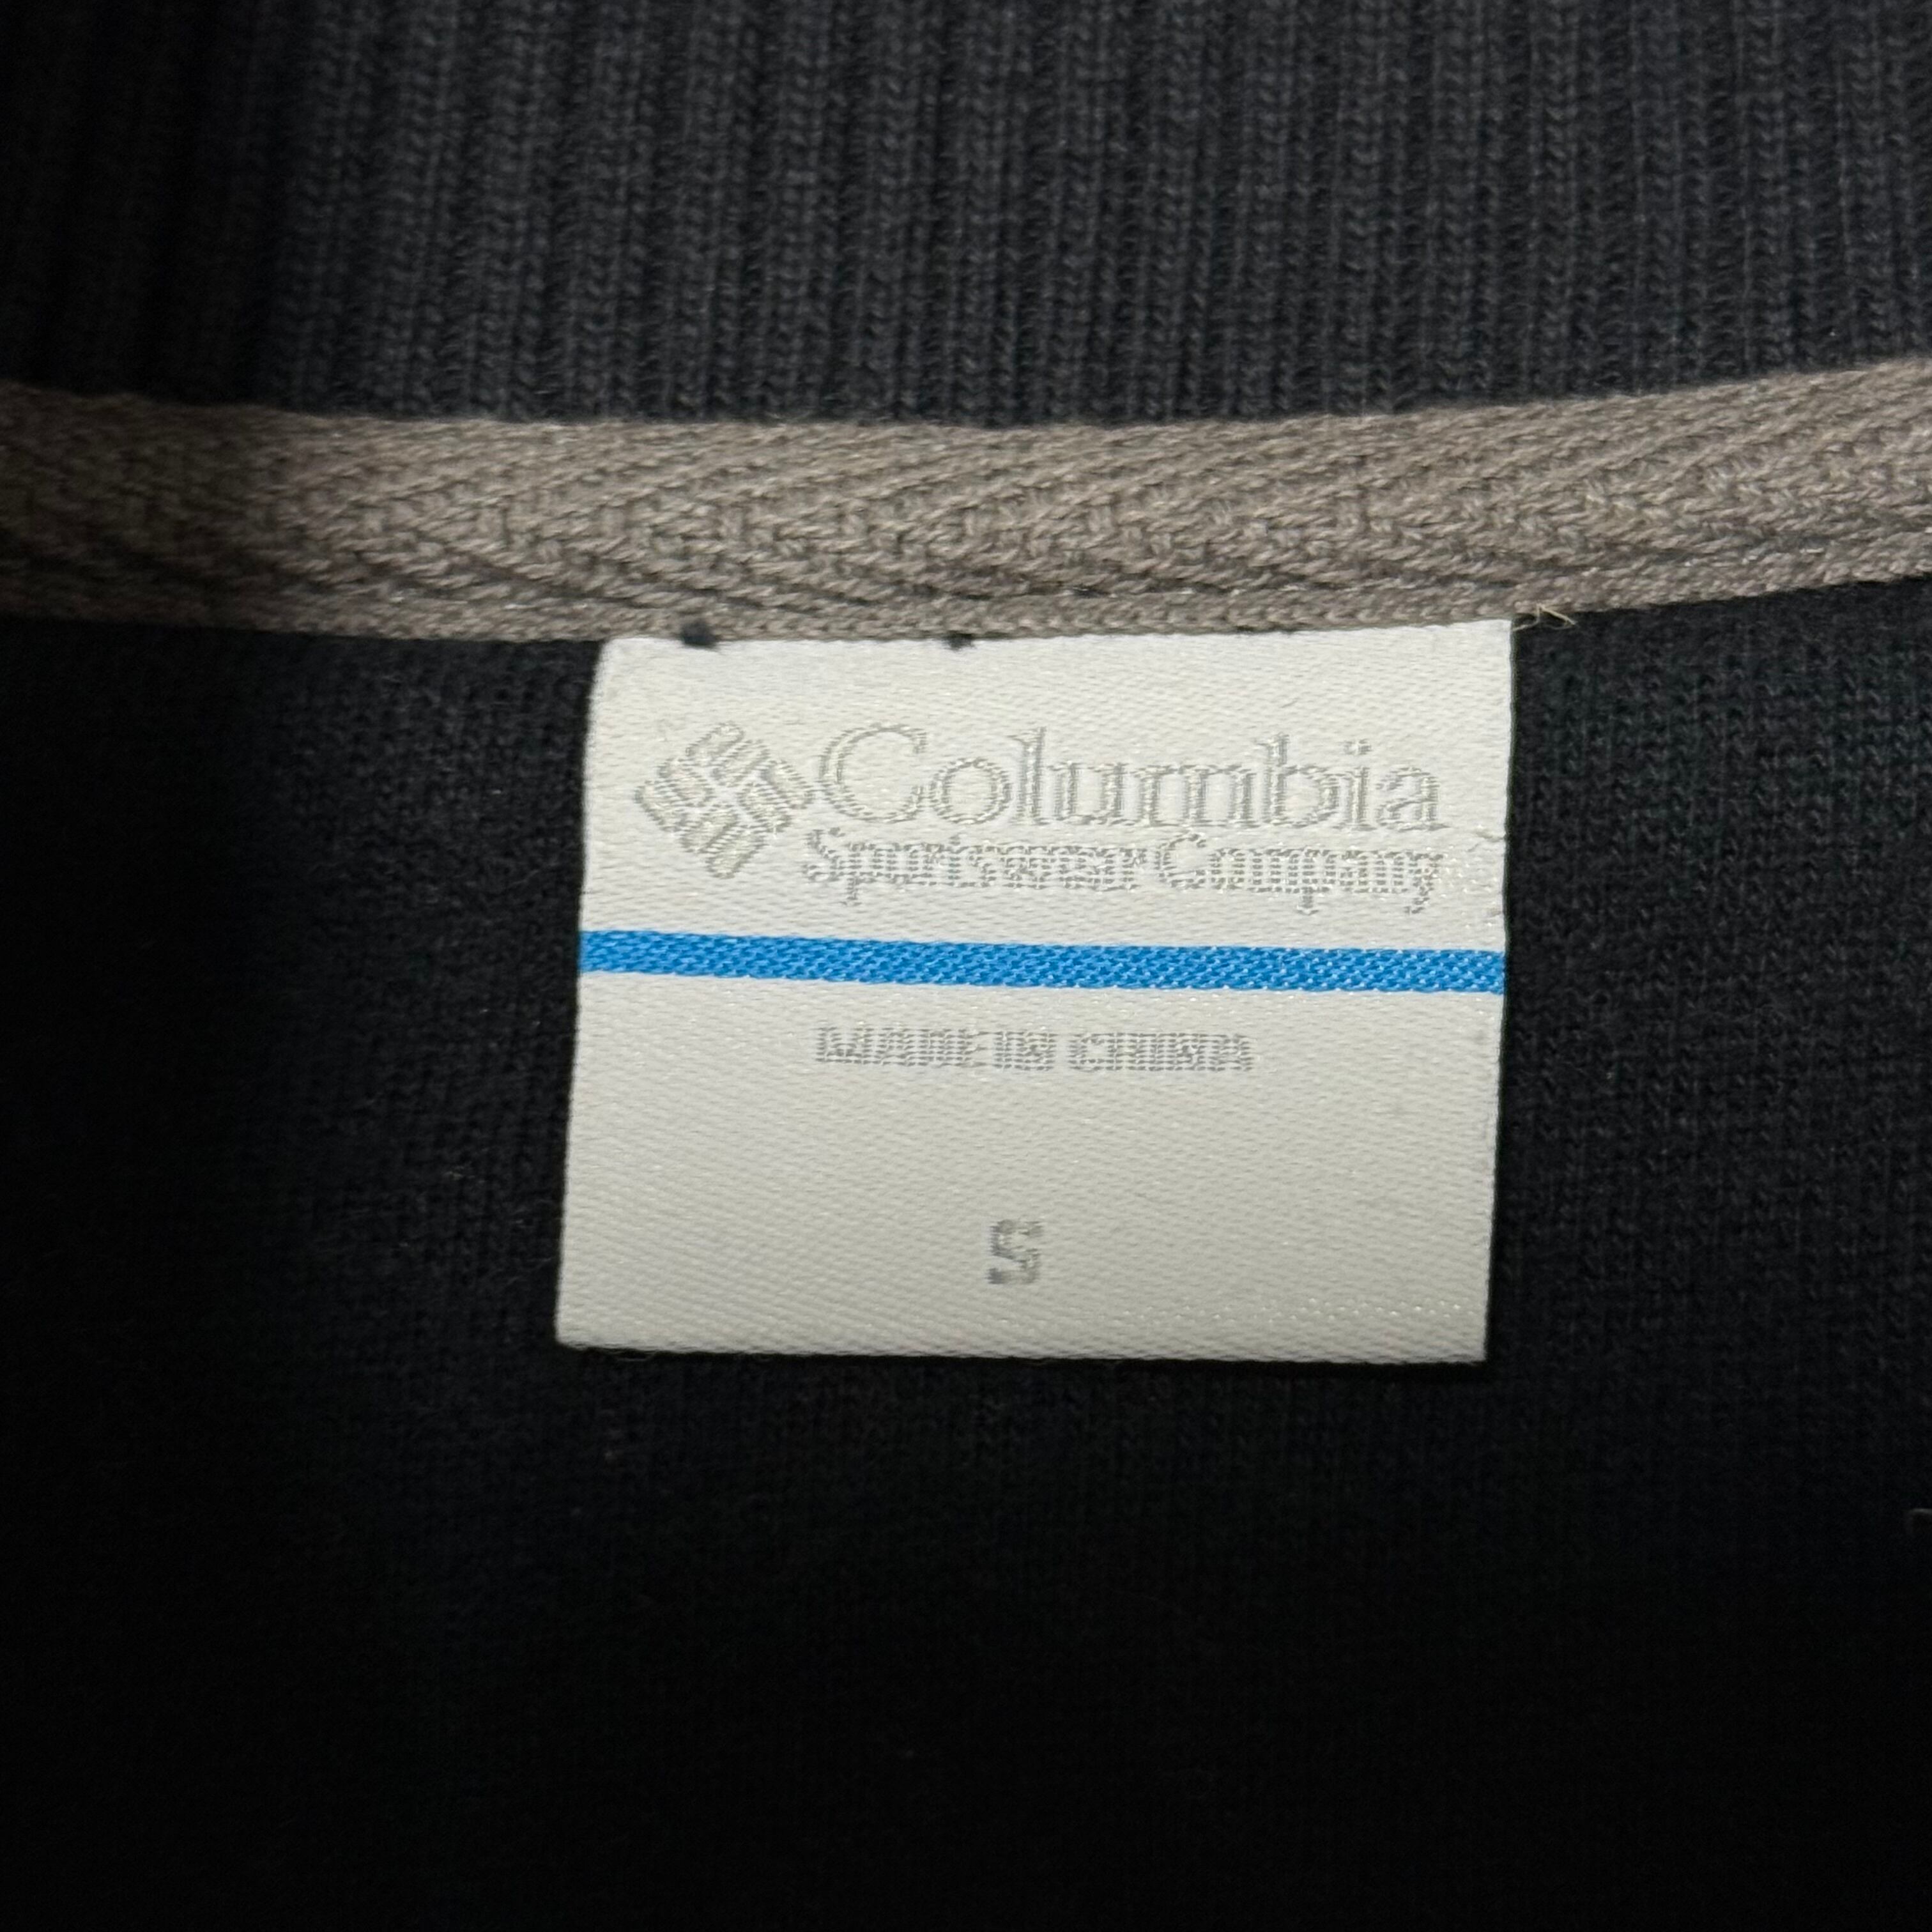 Columbia
Sportswear Company
MADE IN CHINA
S